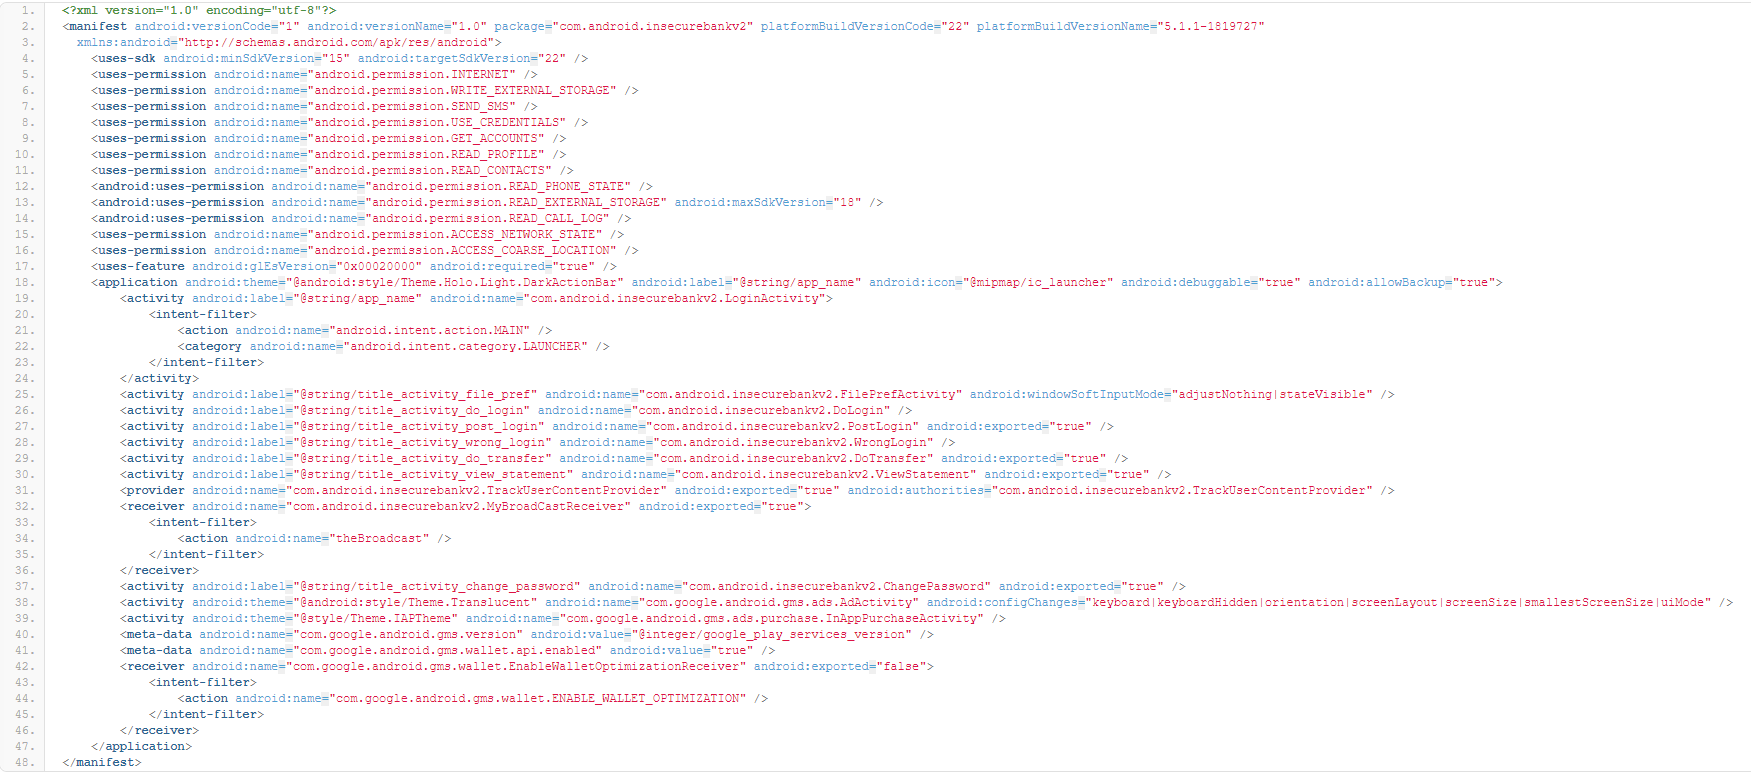 1. <?xml version="1.0" encoding="utf-8"?>
2. <manifest android:versionCode="1" android:versionName="1.0" package="com.android.insecurebankv2" platformBuildVersionCode="22" platformBuildVersionName="5.1.1-1819727"
3. xmlns:android="http://schemas.android.com/apk/res/android">
4. <uses-sdk android:minSdkVersion="15" android:targetSdkVersion="22" />
5. <uses-permission android:name="android.permission.INTERNET" />
6. <uses-permission android:name="android.permission.WRITE_EXTERNAL_STORAGE" />
7. <uses-permission android:name="android.permission.SEND_SMS" />
8. <uses-permission android:name="android.permission.USE_CREDENTIALS" />
9. <uses-permission android:name="android.permission.GET_ACCOUNTS" />
10. <uses-permission android:name="android.permission.READ_PROFILE" />
11. <uses-permission android:name="android.permission.READ_CONTACTS" />
12. <android:uses-permission android:name="android.permission.READ_PHONE_STATE" />
13. <android:uses-permission android:name="android.permission.READ_EXTERNAL_STORAGE" android:maxSdkVersion="18" />
14. <android:uses-permission android:name="android.permission.READ_CALL_LOG" />
15. <uses-permission android:name="android.permission.ACCESS_NETWORK_STATE" />
16. <uses-permission android:name="android.permission.ACCESS_COARSE_LOCATION" />
17. <uses-feature android:glEsVersion="0x00020000" android:required="true" />
18. <application android:theme="@android:style/Theme.Holo.Light.DarkActionBar" android:label="@string/app_name" android:icon="@mipmap/ic_launcher" android:debuggable="true" android:allowBackup="true">
19. <activity android:label="@string/app_name" android:name="com.android.insecurebankv2.LoginActivity">
20. <intent-filter>
21. <action android:name="android.intent.action.MAIN" />
22. <category android:name="android.intent.category.LAUNCHER" />
23. </intent-filter>
24. </activity>
25. <activity android:label="@string/title_activity_file_pref" android:name="com.android.insecurebankv2.FilePrefActivity" android:windowSoftInputMode="adjustNothing|stateVisible" />
26. <activity android:label="@string/title_activity_do_login" android:name="com.android.insecurebankv2.DoLogin" />
27. <activity android:label="@string/title_activity_post_login" android:name="com.android.insecurebankv2.PostLogin" android:exported="true" />
28. <activity android:label="@string/title_activity_wrong_login" android:name="com.android.insecurebankv2.WrongLogin" />
29. <activity android:label="@string/title_activity_do_transfer" android:name="com.android.insecurebankv2.DoTransfer" android:exported="true" />
30. <activity android:label="@string/title_activity_view_statement" android:name="com.android.insecurebankv2.ViewStatement" android:exported="true" />
31. <provider android:name="com.android.insecurebankv2.TrackUserContentProvider" android:exported="true" android:authorities="com.android.insecurebankv2.TrackUserContentProvider" />
32. <receiver android:name="com.android.insecurebankv2.MyBroadCastReceiver" android:exported="true">
33. <intent-filter>
34. <action android:name="theBroadcast" />
35. </intent-filter>
36. </receiver>
37. <activity android:label="@string/title_activity_change_password" android:name="com.android.insecurebankv2.ChangePassword" android:exported="true" />
38. <activity android:theme="@android:style/Theme.Translucent" android:name="com.google.android.gms.ads.AdActivity" android:configChanges="keyboard|keyboardHidden|orientation|screenLayout|screenSize|smallestScreenSize|uiMode" />
39. <activity android:theme="@style/Theme.IAPTheme" android:name="com.google.android.gms.ads.purchase.InAppPurchaseActivity" />
40. <meta-data android:name="com.google.android.gms.version" android:value="@integer/google_play_services_version" />
41. <meta-data android:name="com.google.android.gms.wallet.api.enabled" android:value="true" />
42. <receiver android:name="com.google.android.gms.wallet.EnableWalletOptimizationReceiver" android:exported="false">
43. <intent-filter>
44. <action android:name="com.google.android.gms.wallet.ENABLE_WALLET_OPTIMIZATION" />
45. </intent-filter>
46. </receiver>
47. </application>
48. </manifest>